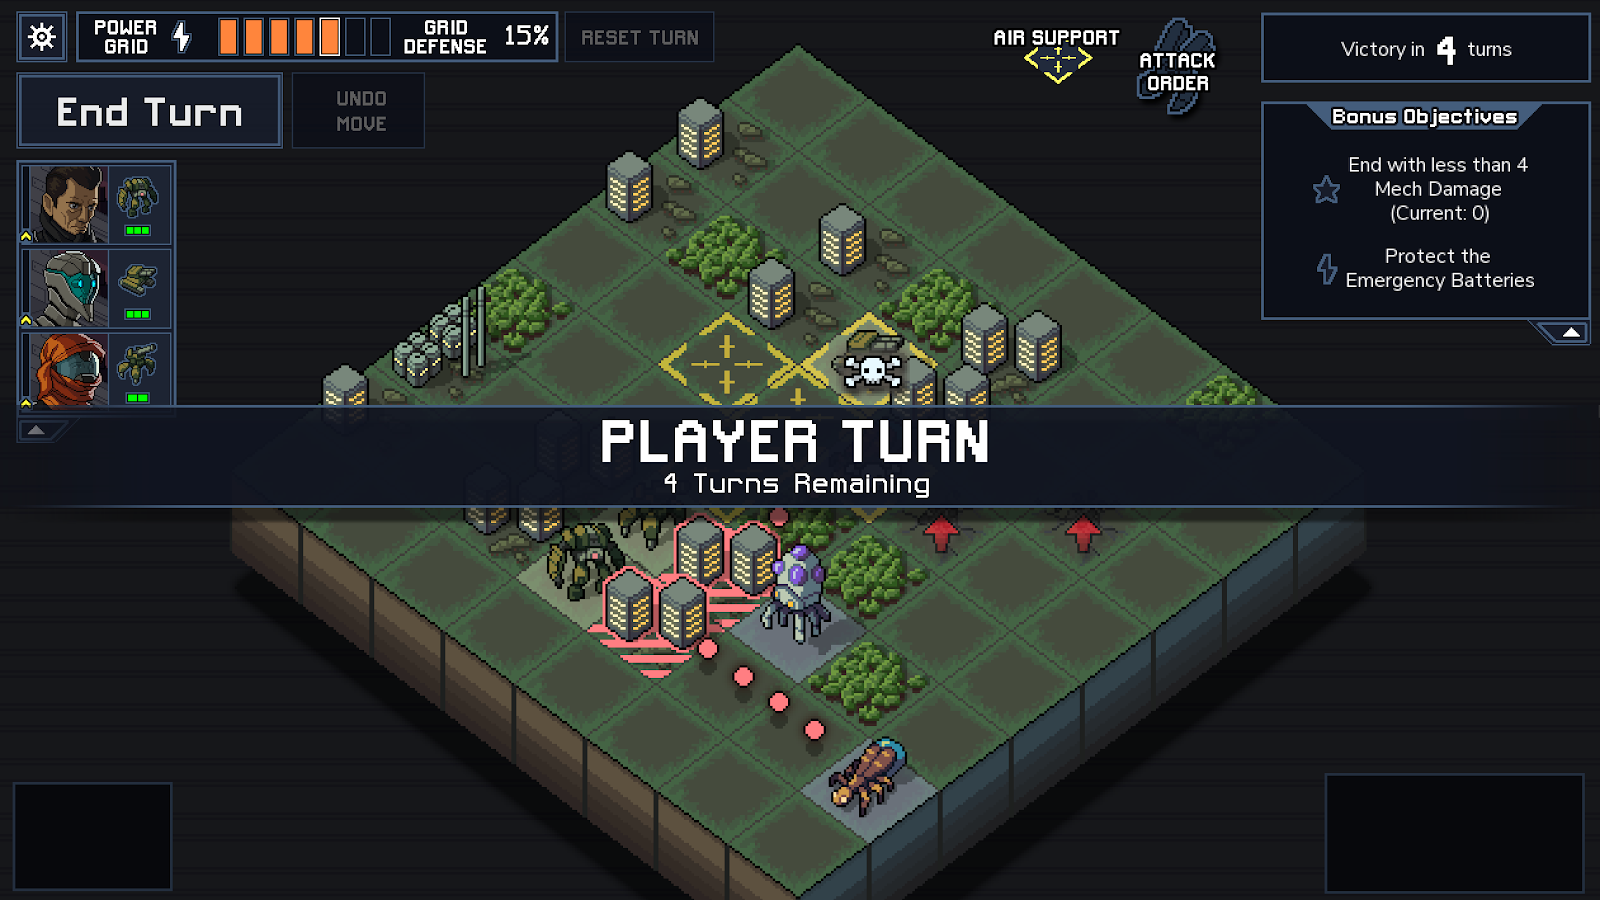 POWER
GRID
GRID
DEFENSE
15%
RESET TURN
AIR SUPPORT
ATTACK
ORDER
Victory in 4 turns
End Turn
UNDO
MOVE
Bonus Objectives
End with less than 4
Mech Damage
(Current: 0)
Protect the
Emergency Batteries
PLAYER TURN
4 Turns Remaining